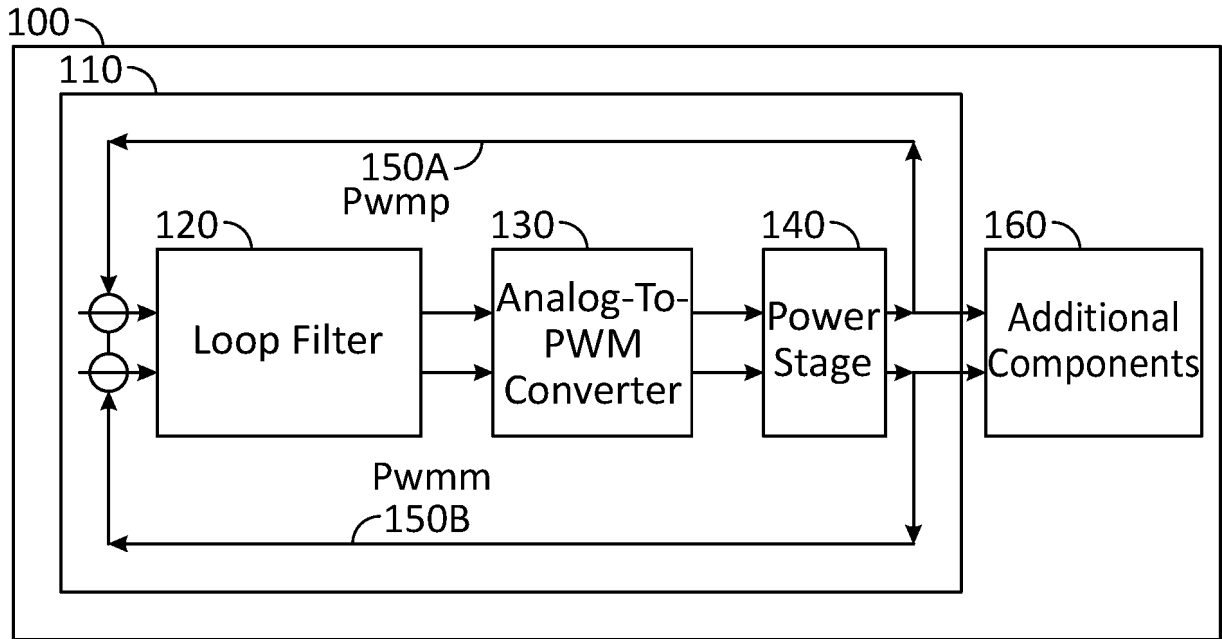 100
110
150A
Pwmp
120
130
140
160
Loop Filter
Analog-To-
PWM
Converter
Power
Stage
Additional
Components
Pwmm
150B